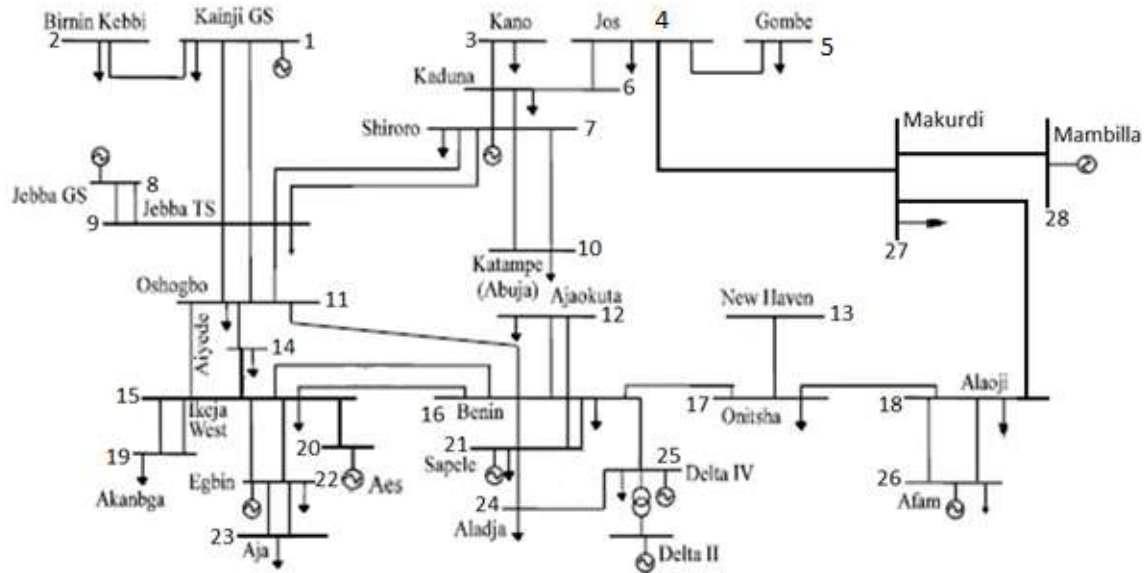 Birnin Kebbi
Kainji GS
Kano
Jos
4
Gombe
2
1
3
5
Kaduna
6
Shiroro
7
Makurdi
Mambilla
Jebba GS
8
Jebba TS
9
28
27
10
Katampe
(Abuja)
Oshogbo
11
Ajaokuta
12
New Haven
13
Aiyede
14
15
Ikeja
West
16
Benin
17
Onitsha
18
Alaoji
19
20
21
Sapele
25
Delta IV
Akanbga
Egbin
22
Aes
24
Aladja
26
Afam
23
Aja
Delta II